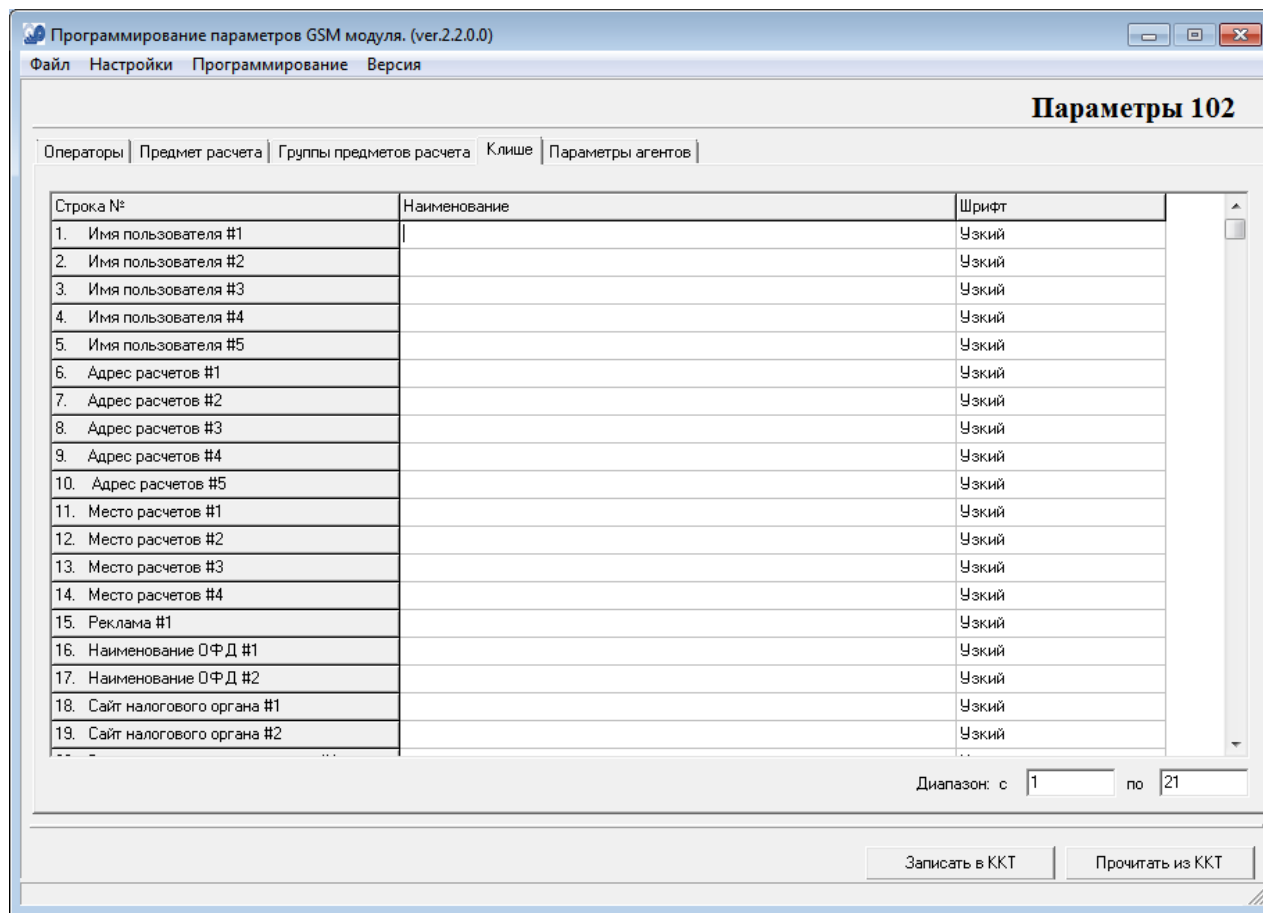 Программирование параметров GSM модуля. (ver.2.2.0.0)
Файл Настройки Программирование Версия
Параметры 102
Операторы Предмет расчета Группы предметов расчета Клише Параметры агентов
Строка № Наименование Шрифт
1. Имя пользователя #1 Узкий
2. Имя пользователя #2 Узкий
3. Имя пользователя #3 Узкий
4. Имя пользователя #4 Узкий
5. Имя пользователя #5 Узкий
6. Адрес расчетов #1 Узкий
7. Адрес расчетов #2 Узкий
8. Адрес расчетов #3 Узкий
9. Адрес расчетов #4 Узкий
10. Адрес расчетов #5 Узкий
11. Место расчетов #1 Узкий
12. Место расчетов #2 Узкий
13. Место расчетов #3 Узкий
14. Место расчетов #4 Узкий
15. Реклама #1 Узкий
16. Наименование ОФД #1 Узкий
17. Наименование ОФД #2 Узкий
18. Сайт налогового органа #1 Узкий
19. Сайт налогового органа #2 Узкий
Диапазон: с 1 по 21
Записать в ККТ Прочитать из ККТ